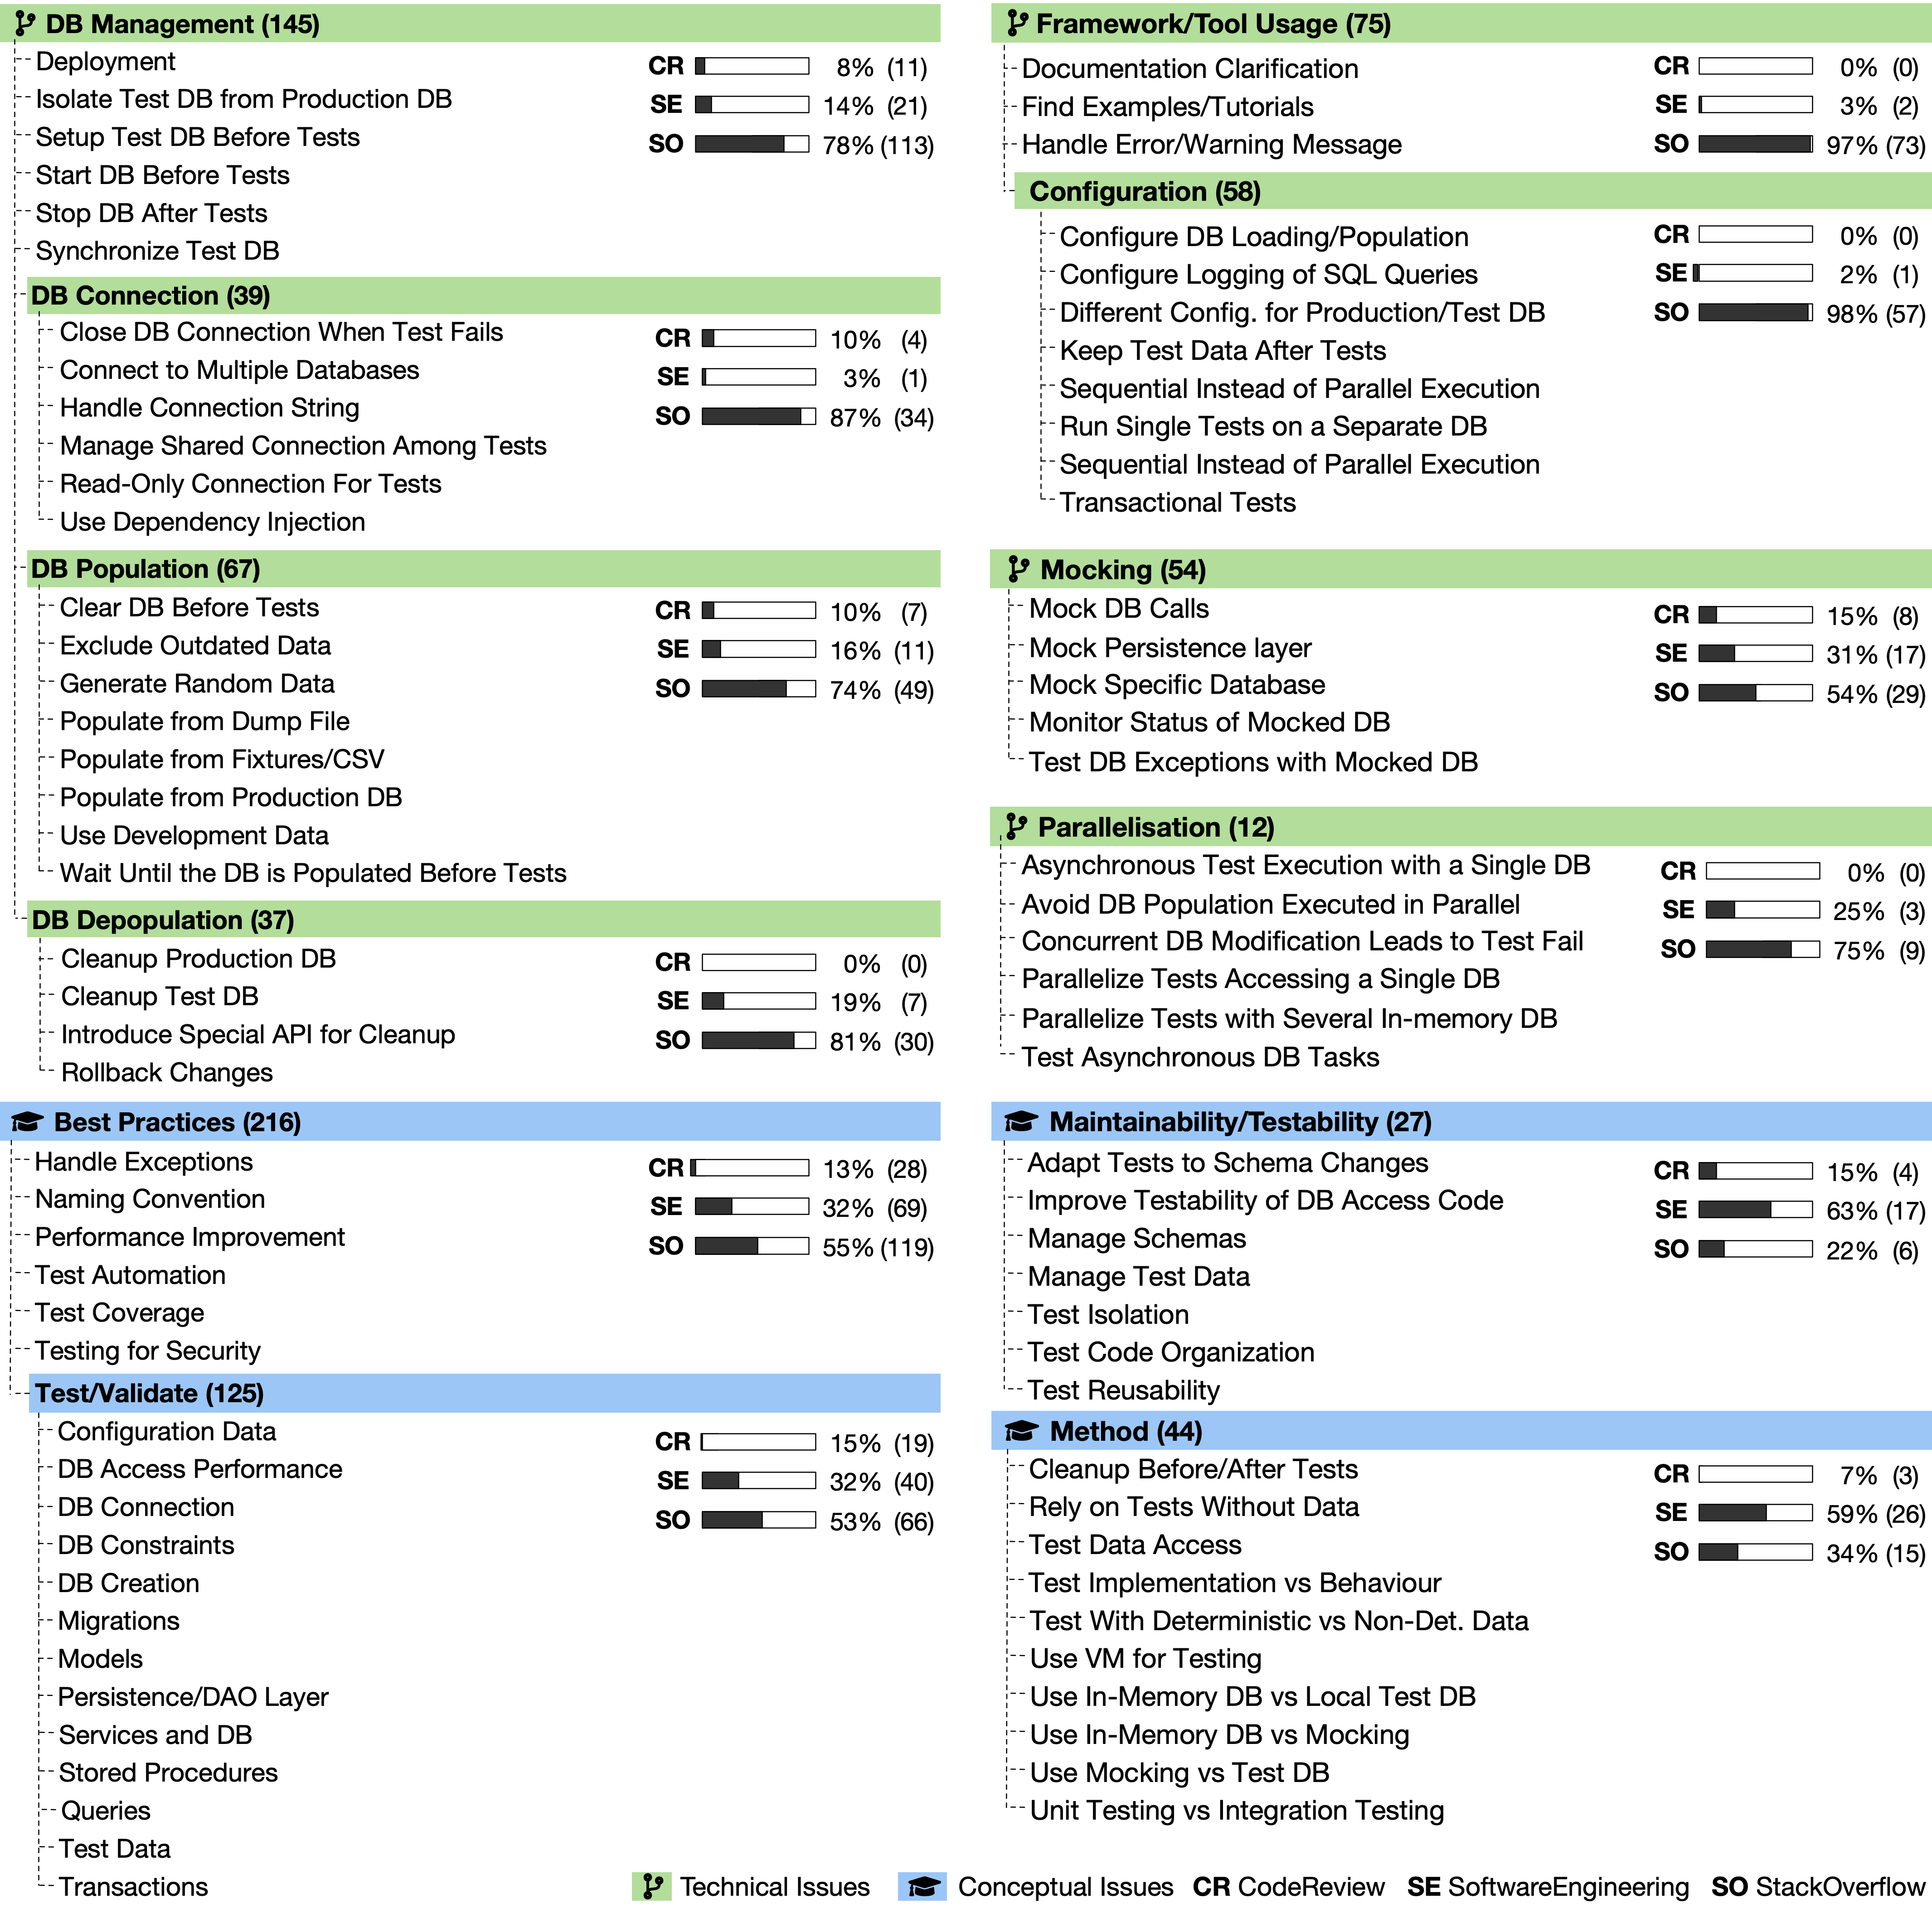 DB Management (145)
Deployment
CR 8% (11)
Isolate Test DB from Production DB
SE 14% (21)
Setup Test DB Before Tests
SO 78% (113)
Start DB Before Tests
Stop DB After Tests
Synchronize Test DB
DB Connection (39)
Close DB Connection When Test Fails
CR 10% (4)
Connect to Multiple Databases
SE 3% (1)
Handle Connection String
SO 87% (34)
Manage Shared Connection Among Tests
Read-Only Connection For Tests
Use Dependency Injection
DB Population (67)
Clear DB Before Tests
CR 10% (7)
Exclude Outdated Data
SE 16% (11)
Generate Random Data
SO 74% (49)
Populate from Dump File
Populate from Fixtures/CSV
Populate from Production DB
Use Development Data
Wait Until the DB is Populated Before Tests
DB Depopulation (37)
Cleanup Production DB
CR 0% (0)
Cleanup Test DB
SE 19% (7)
Introduce Special API for Cleanup
SO 81% (30)
Rollback Changes
Framework/Tool Usage (75)
Documentation Clarification
CR 0% (0)
Find Examples/Tutorials
SE 3% (2)
Handle Error/Warning Message
SO 97% (73)
Configuration (58)
Configure DB Loading/Population
CR 0% (0)
Configure Logging of SQL Queries
SE 2% (1)
Different Config. for Production/Test DB
SO 98% (57)
Keep Test Data After Tests
Sequential Instead of Parallel Execution
Run Single Tests on a Separate DB
Sequential Instead of Parallel Execution
Transactional Tests
Mocking (54)
Mock DB Calls
CR 15% (8)
Mock Persistence layer
SE 31% (17)
Mock Specific Database
SO 54% (29)
Monitor Status of Mocked DB
Test DB Exceptions with Mocked DB
Parallelisation (12)
Asynchronous Test Execution with a Single DB
CR 0% (0)
Avoid DB Population Executed in Parallel
SE 25% (3)
Concurrent DB Modification Leads to Test Fail
SO 75% (9)
Parallelize Tests Accessing a Single DB
Parallelize Tests with Several In-memory DB
Test Asynchronous DB Tasks
Best Practices (216)
Handle Exceptions
CR 13% (28)
Naming Convention
SE 32% (69)
Performance Improvement
SO 55% (119)
Test Automation
Test Coverage
Testing for Security
Test/Validate (125)
Configuration Data
CR 15% (19)
DB Access Performance
SE 32% (40)
DB Connection
SO 53% (66)
DB Constraints
DB Creation
Migrations
Models
Persistence/DAO Layer
Services and DB
Stored Procedures
Queries
Test Data
Transactions
Maintainability/Testability (27)
Adapt Tests to Schema Changes
CR 15% (4)
Improve Testability of DB Access Code
SE 63% (17)
Manage Schemas
SO 22% (6)
Manage Test Data
Test Isolation
Test Code Organization
Test Reusability
Method (44)
Cleanup Before/After Tests
CR 7% (3)
Rely on Tests Without Data
SE 59% (26)
Test Data Access
SO 34% (15)
Test Implementation vs Behaviour
Test With Deterministic vs Non-Det. Data
Use VM for Testing
Use In-Memory DB vs Local Test DB
Use In-Memory DB vs Mocking
Use Mocking vs Test DB
Unit Testing vs Integration Testing
Technical Issues Conceptual Issues CR CodeReview SE SoftwareEngineering SO StackOverflow